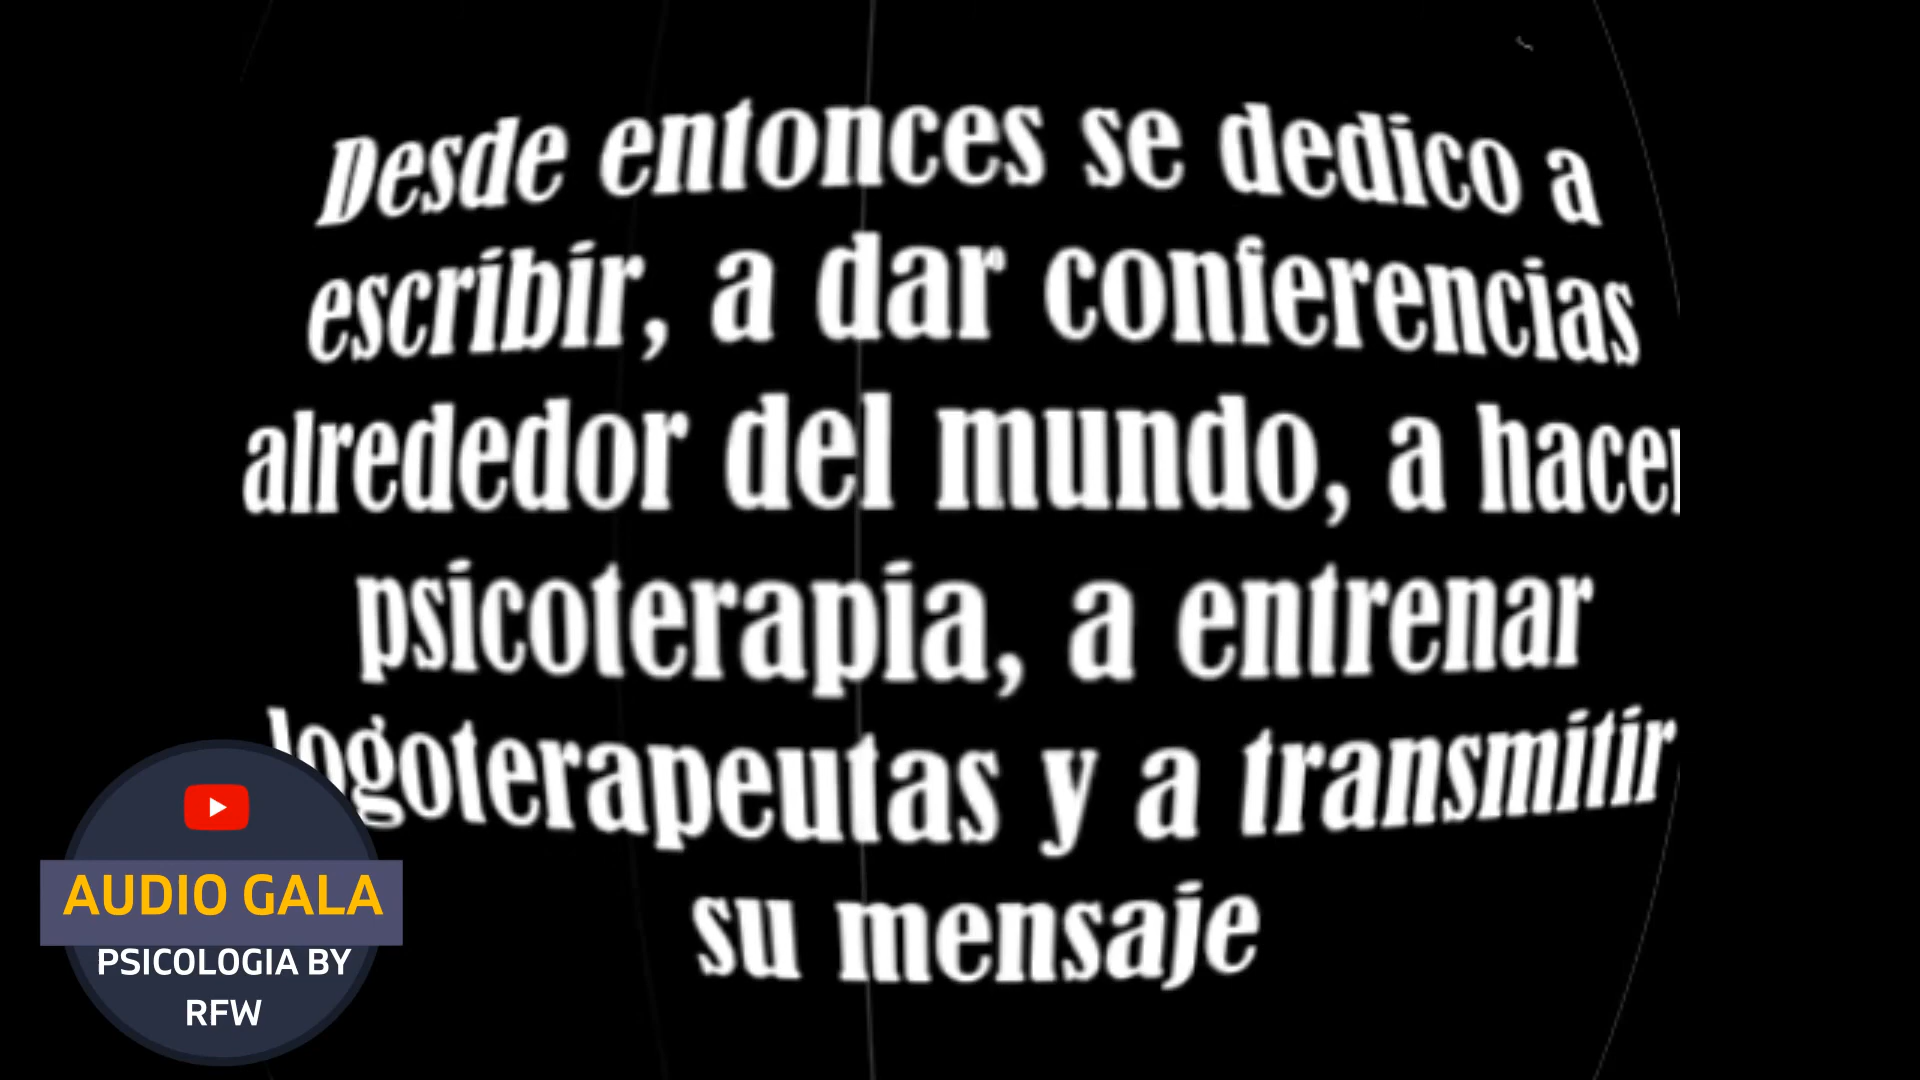 Desde entonces se dedico a
escribir, a dar conferencias
alrededor del mundo, a hacer
psicoterapia, a entrenar
logoterapeutas y a transmitir
su mensaje
AUDIO GALA
PSICOLOGIA BY
RFW